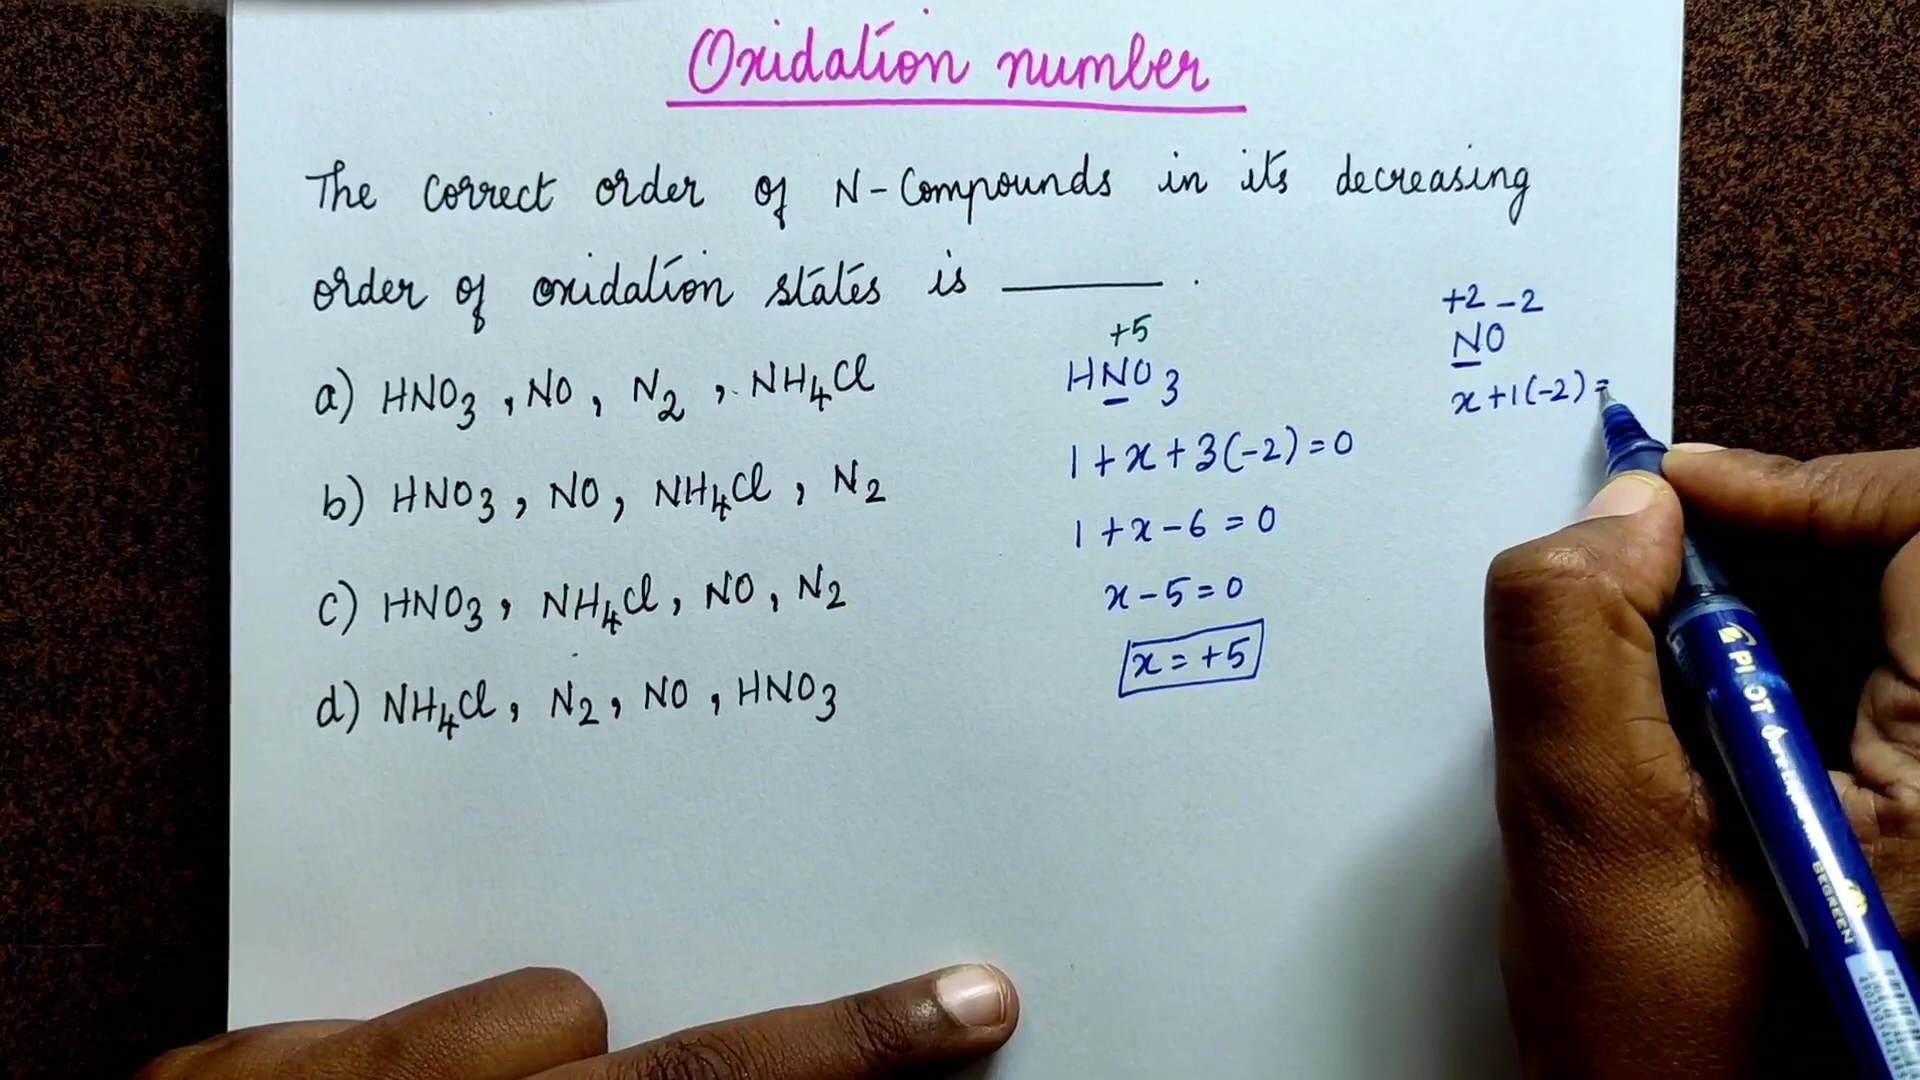 Oxidation number
The correct order of N-Compounds in its decreasing
order of oxidation states is ________ .
a) HNO3 , NO , N2 , NH4Cl
b) HNO3 , NO , NH4Cl , N2
c) HNO3 , NH4Cl , NO , N2
d) NH4Cl , N2 , NO , HNO3
+5
HNO3
1+x+3(-2)=0
1+x-6=0
x-5=0
x=+5
+2 -2
NO
x+1(-2)=
PILOT
BEGREEN